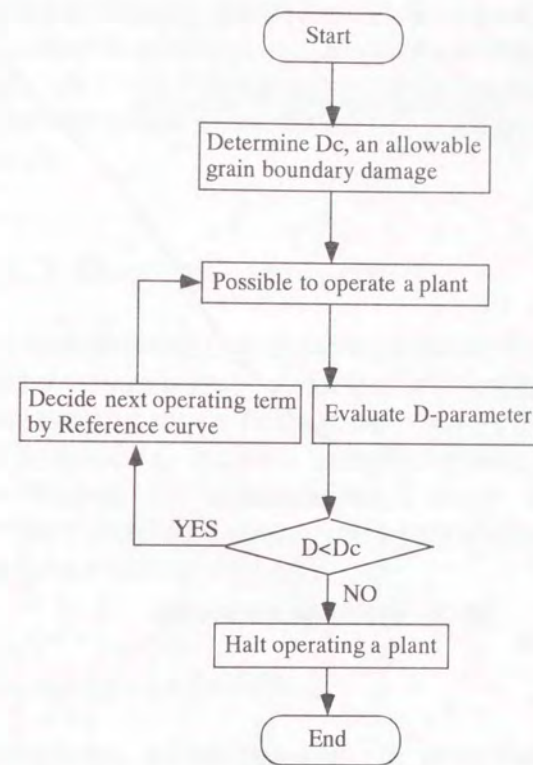 Start
Determine Dc, an allowable
grain boundary damage
Possible to operate a plant
Decide next operating term
by Reference curve
Evaluate D-parameter
YES
D<Dc
NO
Halt operating a plant
End